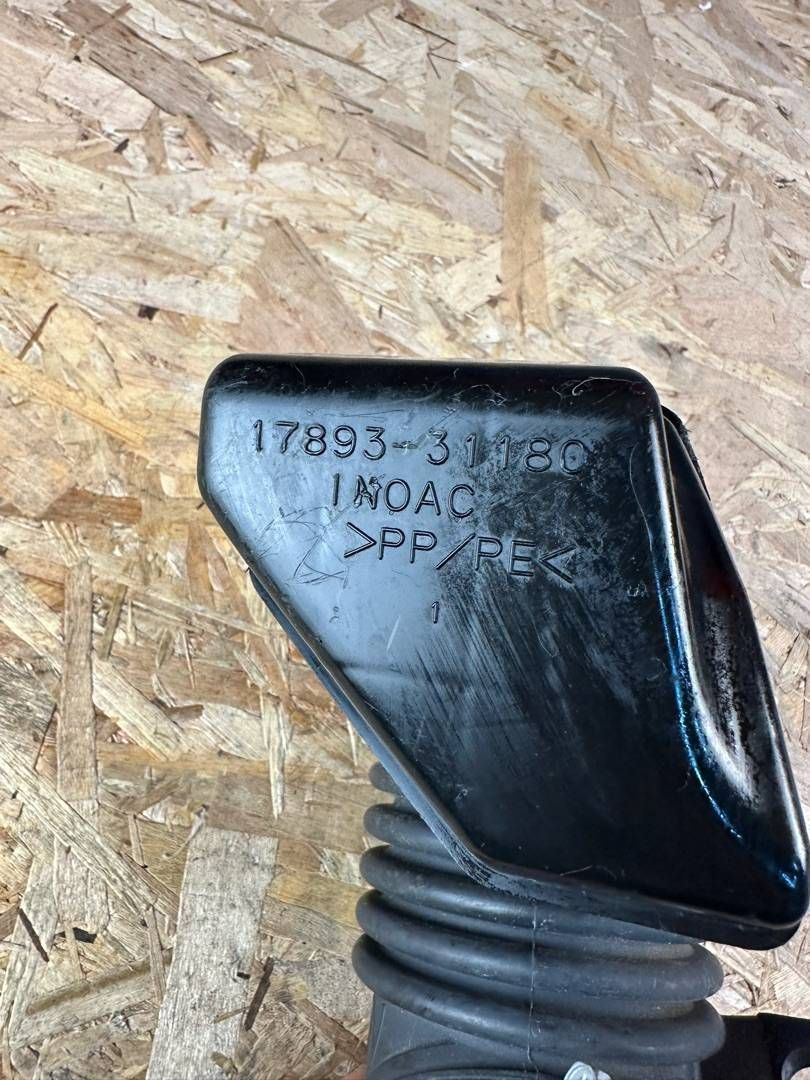 17893-31180
INOAC
>PP/PE<
1